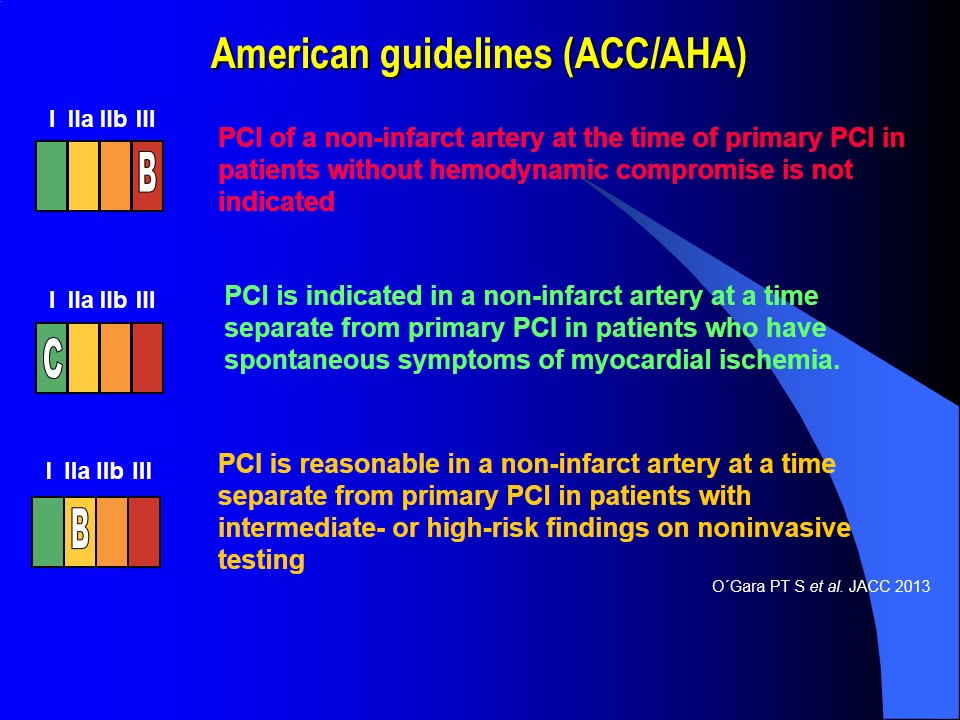 American guidelines (ACC/AHA)
I IIa IIb III
B
PCI of a non-infarct artery at the time of primary PCI in
patients without hemodynamic compromise is not
indicated
I IIa IIb III
C
PCI is indicated in a non-infarct artery at a time
separate from primary PCI in patients who have
spontaneous symptoms of myocardial ischemia.
I IIa IIb III
B
PCI is reasonable in a non-infarct artery at a time
separate from primary PCI in patients with
intermediate- or high-risk findings on noninvasive
testing
O´Gara PT S et al. JACC 2013